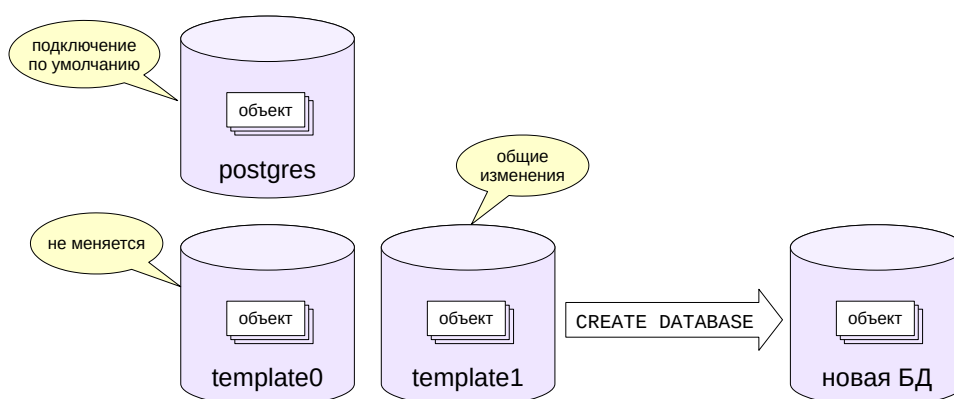 подключение
по умолчанию
объект
postgres
общие
изменения
не меняется
объект
template0
объект
template1
CREATE DATABASE
объект
новая БД